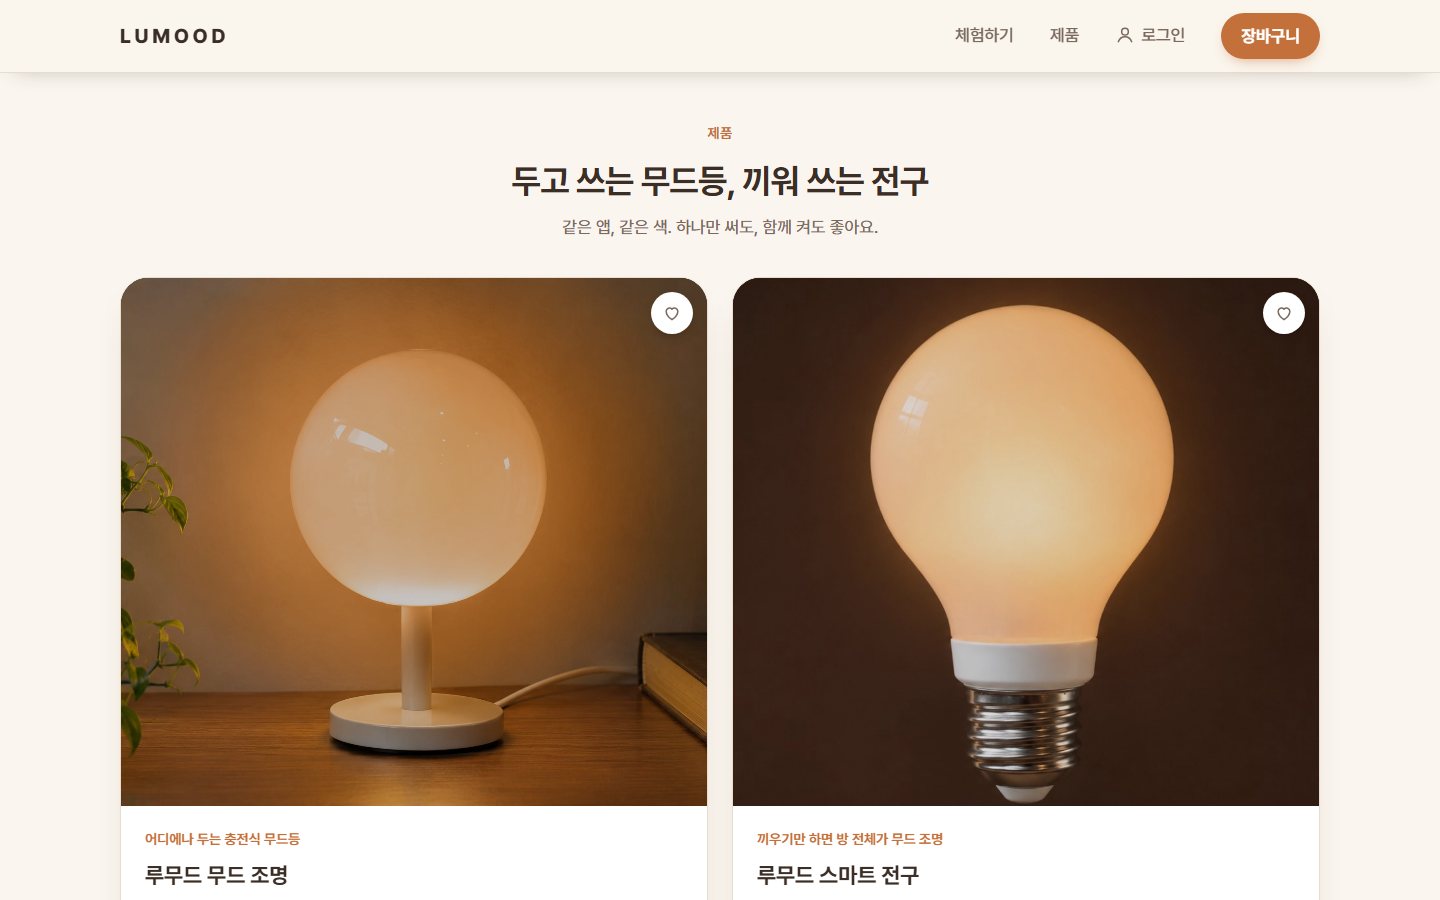 LUMOOD
체험하기
제품
로그인
장바구니
제품
두고 쓰는 무드등, 끼워 쓰는 전구
같은 앱, 같은 색. 하나만 써도, 함께 켜도 좋아요.
어디에나 두는 충전식 무드등
루무드 무드 조명
끼우기만 하면 방 전체가 무드 조명
루무드 스마트 전구